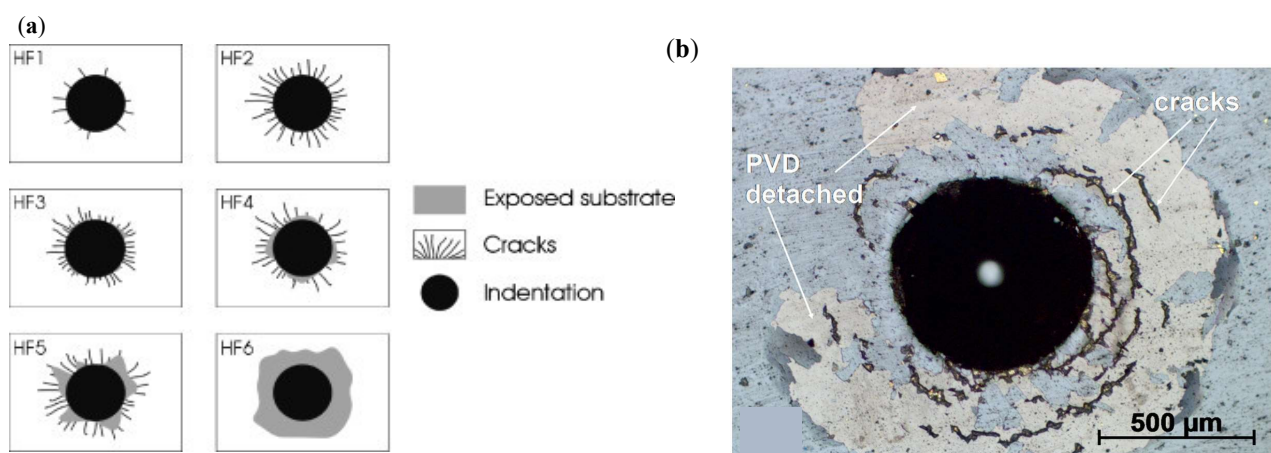 (a)
HF1
HF2
HF3
HF4
HF5
HF6
Exposed substrate
Cracks
Indentation
(b)
cracks
PVD
detached
500 µm